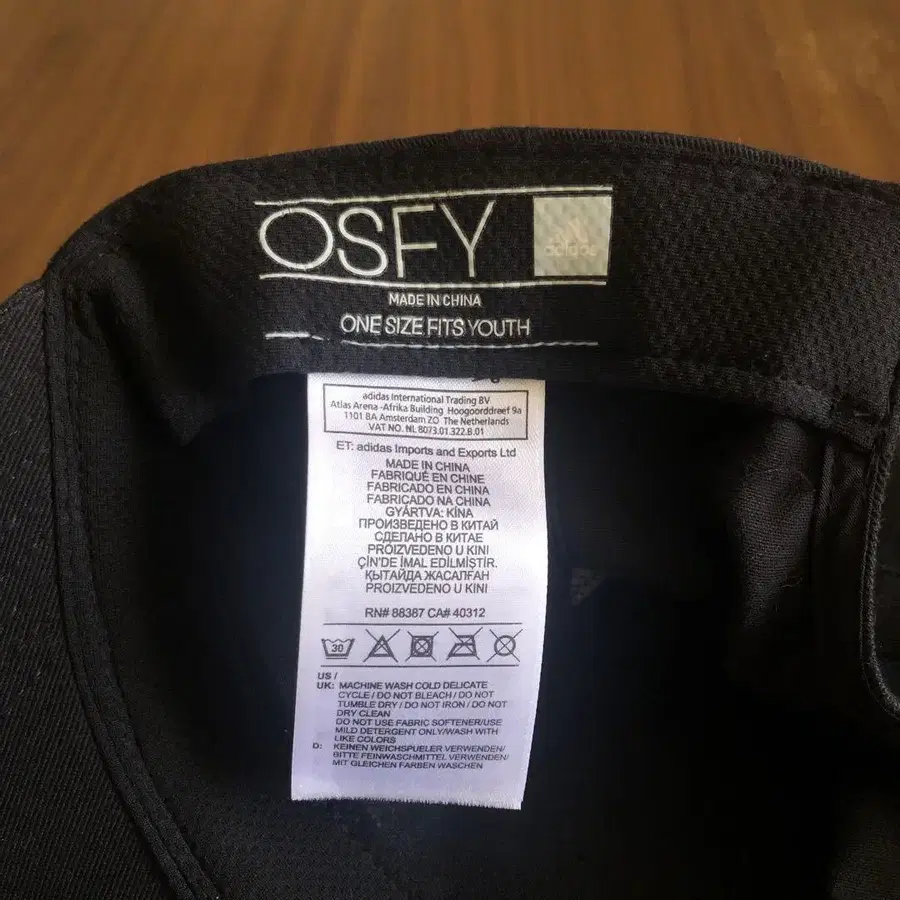 OSFY
adidas
MADE IN CHINA
ONE SIZE FITS YOUTH
adidas International Trading BV
Atlas Arena -Afrika Building Hoogoorddreef 9a
1101 BA Amsterdam ZO The Netherlands
VAT NO. NL 8073.01.322.B.01
ET: adidas Imports and Exports Ltd
MADE IN CHINA
FABRIQUÉ EN CHINE
FABRICADO EN CHINA
FABRICADO NA CHINA
GYÁRTVA: KÍNA
ПРОИЗВЕДЕНО В КИТАЙ
СДЕЛАНО В КИТАЕ
PROIZVEDENO U KINI
ÇİN'DE İMAL EDİLMİŞTİR.
ҚЫТАЙДА ЖАСАЛҒАН
PROIZVEDENO U KINI
RN# 88387 CA# 40312
30
US /
UK: MACHINE WASH COLD DELICATE
CYCLE / DO NOT BLEACH / DO NOT
TUMBLE DRY / DO NOT IRON / DO NOT
DRY CLEAN
DO NOT USE FABRIC SOFTENER/USE
MILD DETERGENT ONLY/WASH WITH
LIKE COLORS
D: KEINEN WEICHSPUELER VERWENDEN/
BITTE FEINWASCHMITTEL VERWENDEN/
MIT GLEICHEN FARBEN WASCHEN